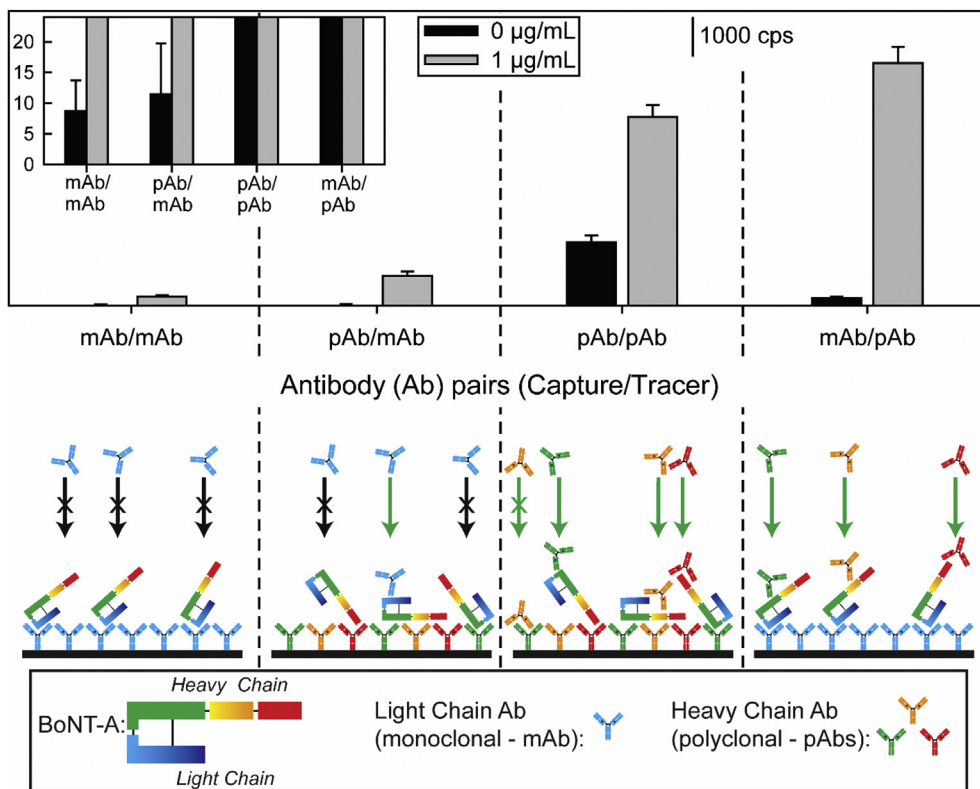 0 µg/mL
1 µg/mL
1000 cps
20
15
10
5
0
mAb/
mAb
pAb/
mAb
pAb/
pAb
mAb/
pAb
mAb/mAb
pAb/mAb
pAb/pAb
mAb/pAb
Antibody (Ab) pairs (Capture/Tracer)
Heavy Chain
BoNT-A:
Light Chain
Light Chain Ab
(monoclonal - mAb):
Heavy Chain Ab
(polyclonal - pAbs):